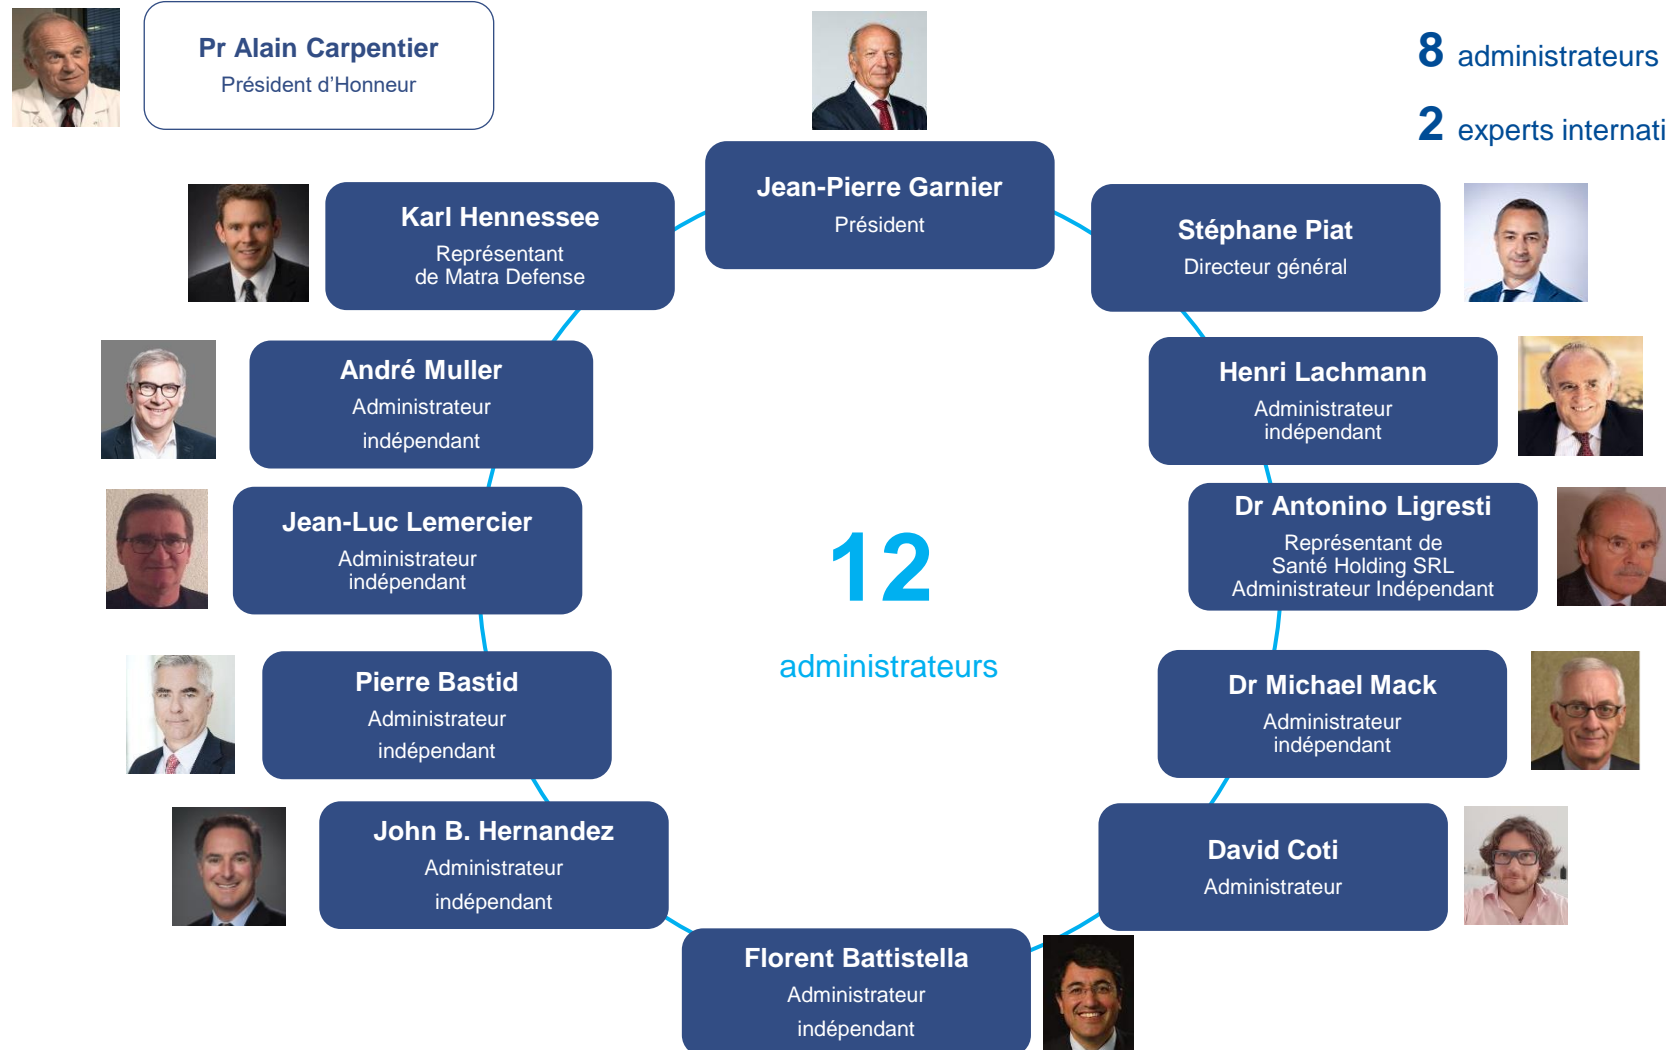 Pr Alain Carpentier
Président d'Honneur
8 administrateurs
2 experts internati
Jean-Pierre Garnier
Président
Karl Hennessee
Représentant
de Matra Defense
Stéphane Piat
Directeur général
André Muller
Administrateur
indépendant
Henri Lachmann
Administrateur
indépendant
Jean-Luc Lemercier
Administrateur
indépendant
Dr Antonino Ligresti
Représentant de
Santé Holding SRL
Administrateur Indépendant
12
administrateurs
Pierre Bastid
Administrateur
indépendant
Dr Michael Mack
Administrateur
indépendant
John B. Hernandez
Administrateur
indépendant
David Coti
Administrateur
Florent Battistella
Administrateur
indépendant